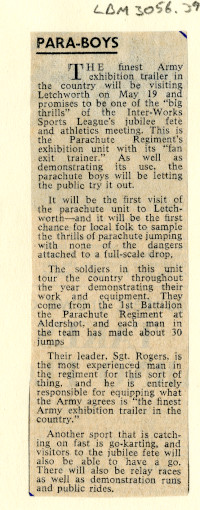 LBM3056.39
PARA-BOYS
THE finest Army
exhibition trailer in
the country will be visiting
Letchworth on May 19 and
promises to be one of the "big
thrills" of the Inter-Works
Sports League's jubilee fete
and athletics meeting. This is
the Parachute Regiment's
exhibition unit with its "fan
exit trainer." As well as
demonstrating its use, the
parachute boys will be letting
the public try it out.
It will be the first visit of
the parachute unit to Letch-
worth—and it will be the first
chance for local folk to sample
the thrills of parachute jumping
with none of the dangers
attached to a full-scale drop.
The soldiers in this unit
tour the country throughout
the year demonstrating their
work and equipment. They
come from the 1st Battalion
the Parachute Regiment at
Aldershot, and each man in
the team has made about 30
jumps
Their leader, Sgt. Rogers, is
the most experienced man in
the regiment for this sort of
thing, and he is entirely
responsible for equipping what
the Army agrees is "the finest
Army exhibition trailer in the
country."
Another sport that is catch-
ing on fast is go-karting, and
visitors to the jubilee fete will
also be able to have a go.
There will also be relay races
as well as demonstration runs
and public rides.